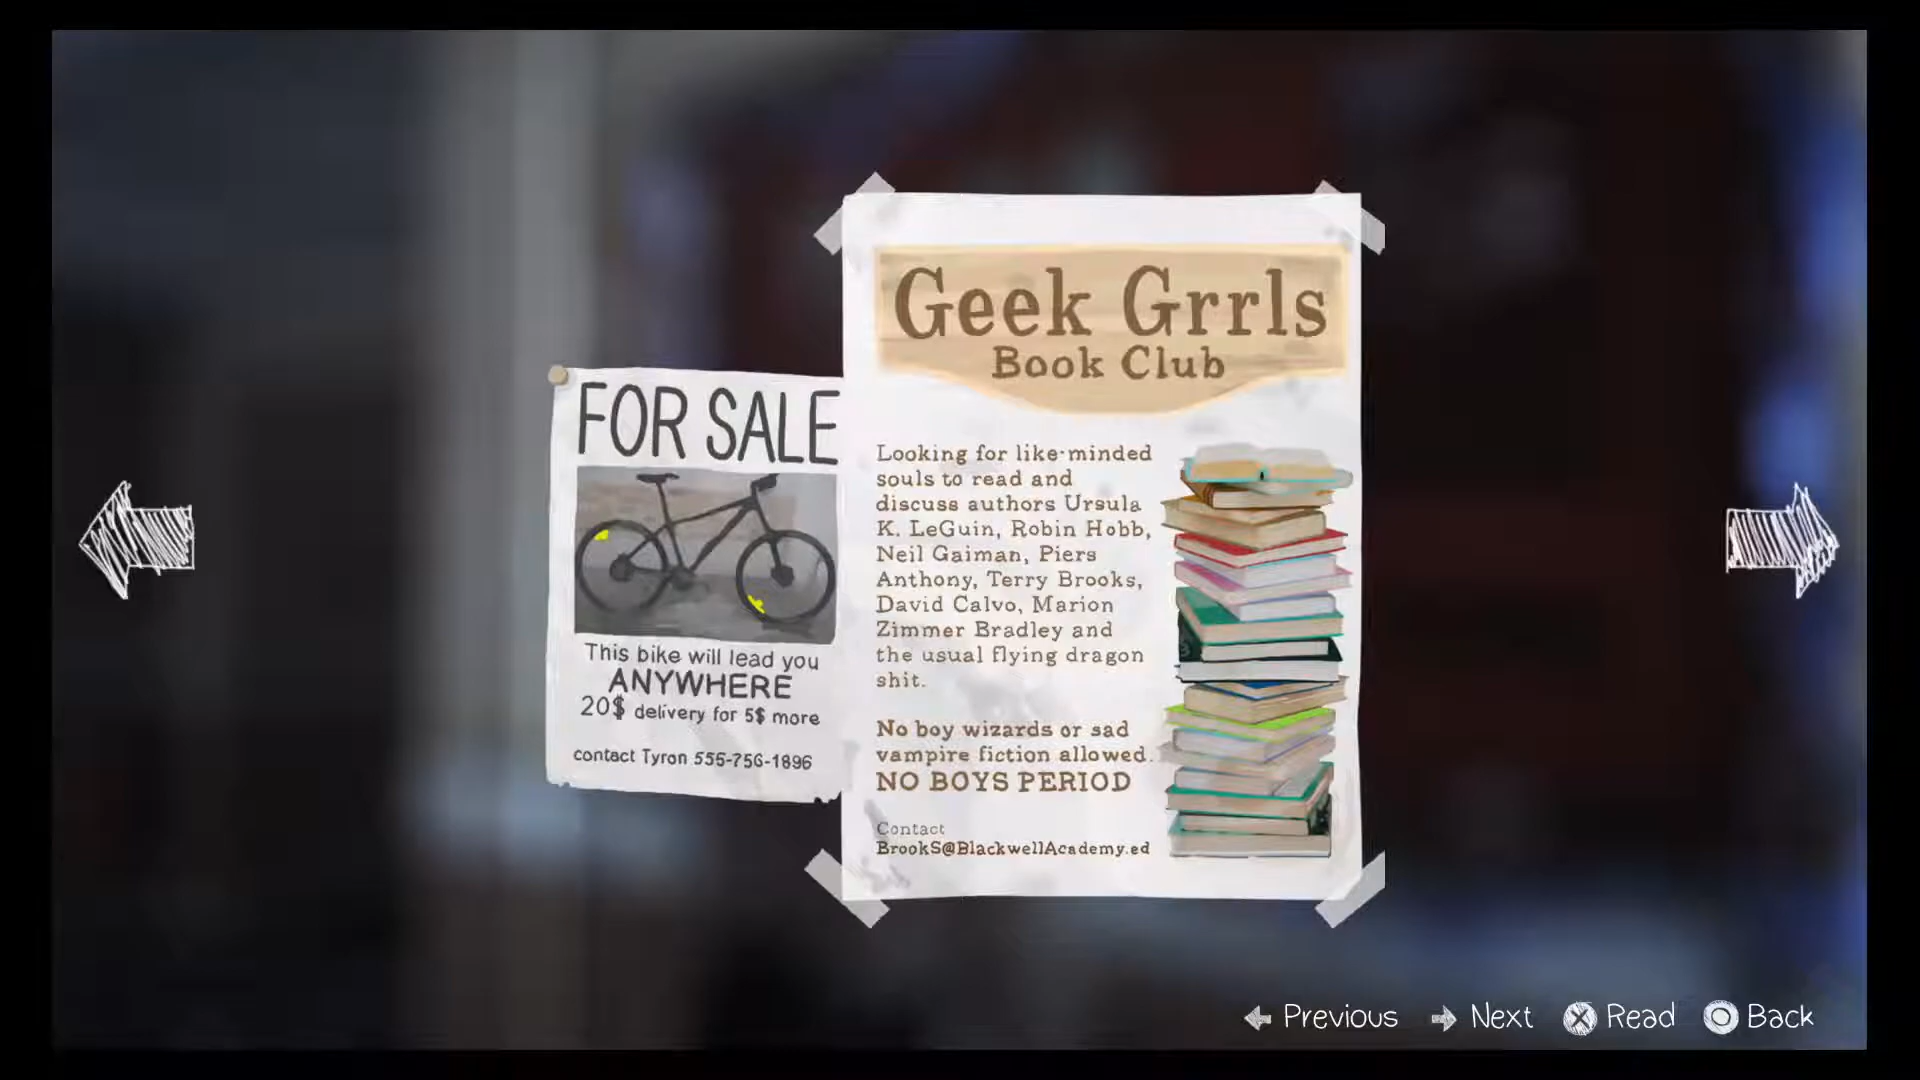 FOR SALE
This bike will lead you
ANYWHERE
20$ delivery for 5$ more
contact Tyron 555-756-1896
Geek Grrls
Book Club
Looking for like-minded
souls to read and
discuss authors Ursula
K. LeGuin, Robin Hobb,
Neil Gaiman, Piers
Anthony, Terry Brooks,
David Calvo, Marion
Zimmer Bradley and
the usual flying dragon
shit.
No boy wizards or sad
vampire fiction allowed.
NO BOYS PERIOD
Contact
BrookS@BlackwellAcademy.ed
Previous Next Read Back